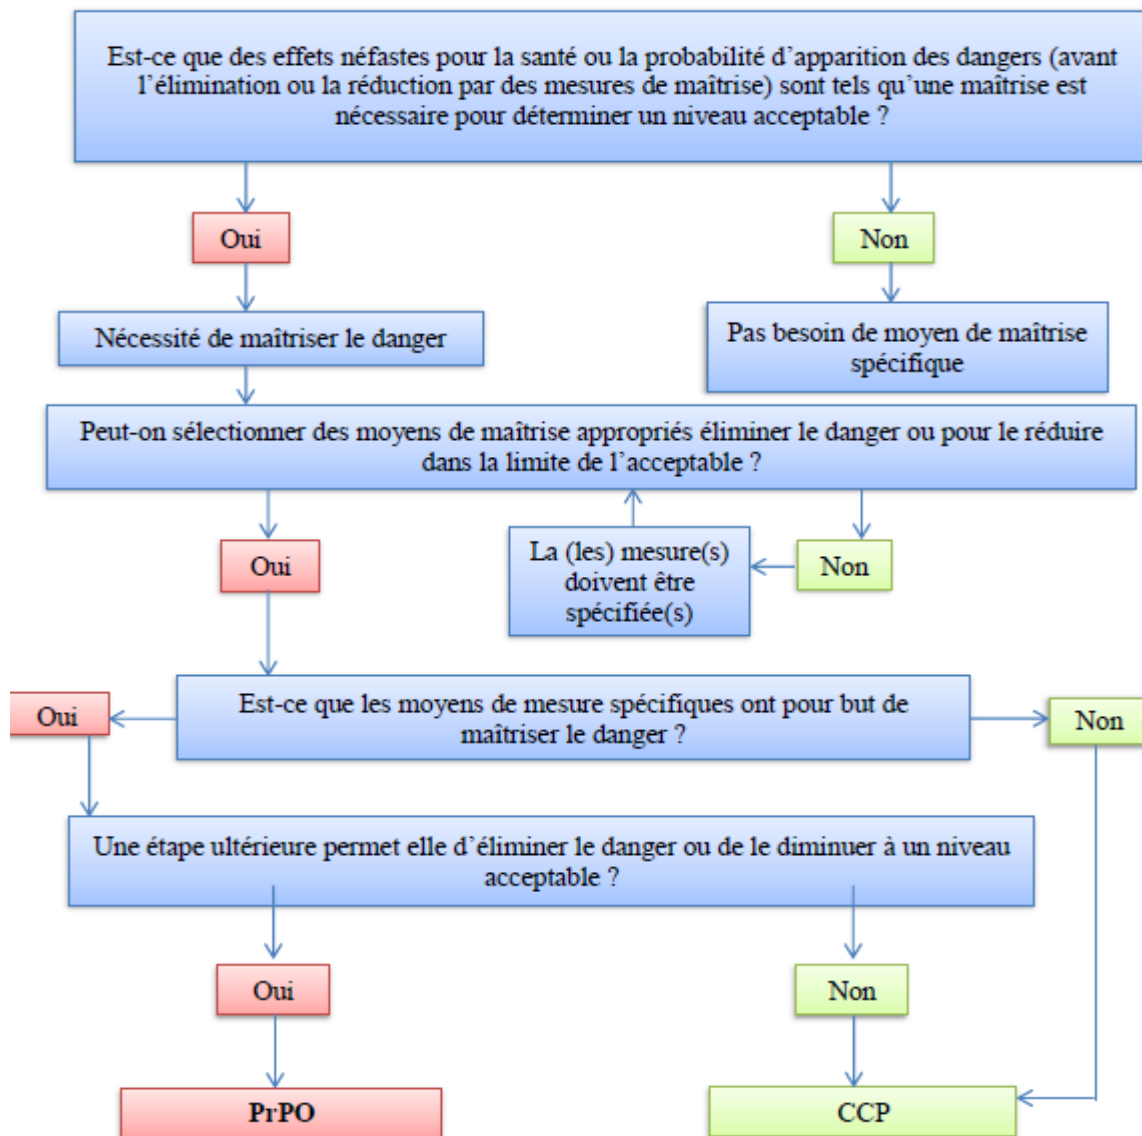 Est-ce que des effets néfastes pour la santé ou la probabilité d'apparition des dangers (avant
l'élimination ou la réduction par des mesures de maîtrise) sont tels qu'une maîtrise est
nécessaire pour déterminer un niveau acceptable ?
Oui
Non
Nécessité de maîtriser le danger
Pas besoin de moyen de maîtrise
spécifique
Peut-on sélectionner des moyens de maîtrise appropriés éliminer le danger ou pour le réduire
dans la limite de l'acceptable ?
Oui
La (les) mesure(s)
doivent être
spécifiée(s)
Non
Oui
Est-ce que les moyens de mesure spécifiques ont pour but de
maîtriser le danger ?
Non
Une étape ultérieure permet elle d'éliminer le danger ou de le diminuer à un niveau
acceptable ?
Oui
Non
PrPO
CCP